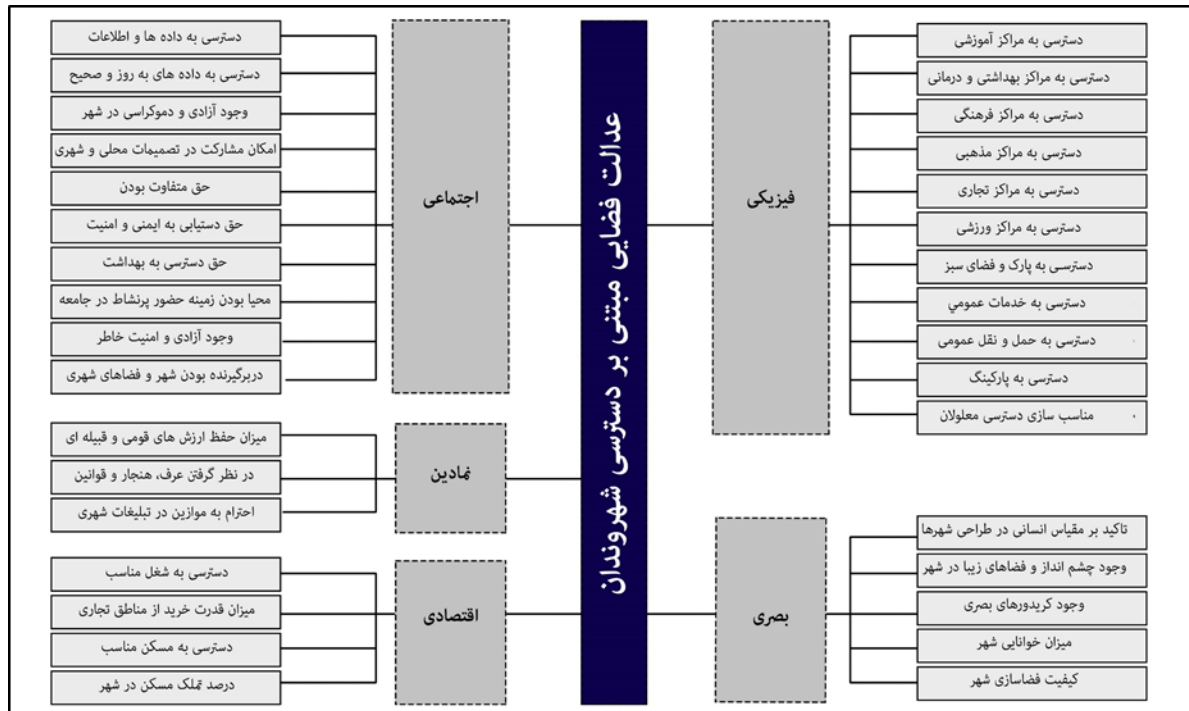 عدالت فضایی مبتنی بر دسترسی شهروندان
فیزیکی
دسترسی به مراکز آموزشی
دسترسی به مراکز بهداشتی و درمانی
دسترسی به مراکز فرهنگی
دسترسی به مراکز مذهبی
دسترسی به مراکز تجاری
دسترسی به مراکز ورزشی
دسترسی به پارک و فضای سبز
دسترسی به خدمات عمومي
دسترسی به حمل و نقل عمومی
دسترسی به پارکینگ
مناسب سازی دسترسی معلولان
بصری
تاکید بر مقیاس انسانی در طراحی شهرها
وجود چشم انداز و فضاهای زیبا در شهر
وجود کریدورهای بصری
میزان خوانایی شهر
کیفیت فضاسازی شهر
اجتماعی
دسترسی به داده ها و اطلاعات
دسترسی به داده های به روز و صحیح
وجود آزادی و دموکراسی در شهر
امکان مشارکت در تصمیمات محلی و شهری
حق متفاوت بودن
حق دستیابی به ایمنی و امنیت
حق دسترسی به بهداشت
محیا بودن زمینه حضور پرنشاط در جامعه
وجود آزادی و امنیت خاطر
دربرگیرنده بودن شهر و فضاهای شهری
نمادین
میزان حفظ ارزش های قومی و قبیله ای
در نظر گرفتن عرف، هنجار و قوانین
احترام به موازین در تبلیغات شهری
اقتصادی
دسترسی به شغل مناسب
میزان قدرت خرید از مناطق تجاری
دسترسی به مسکن مناسب
درصد تملک مسکن در شهر